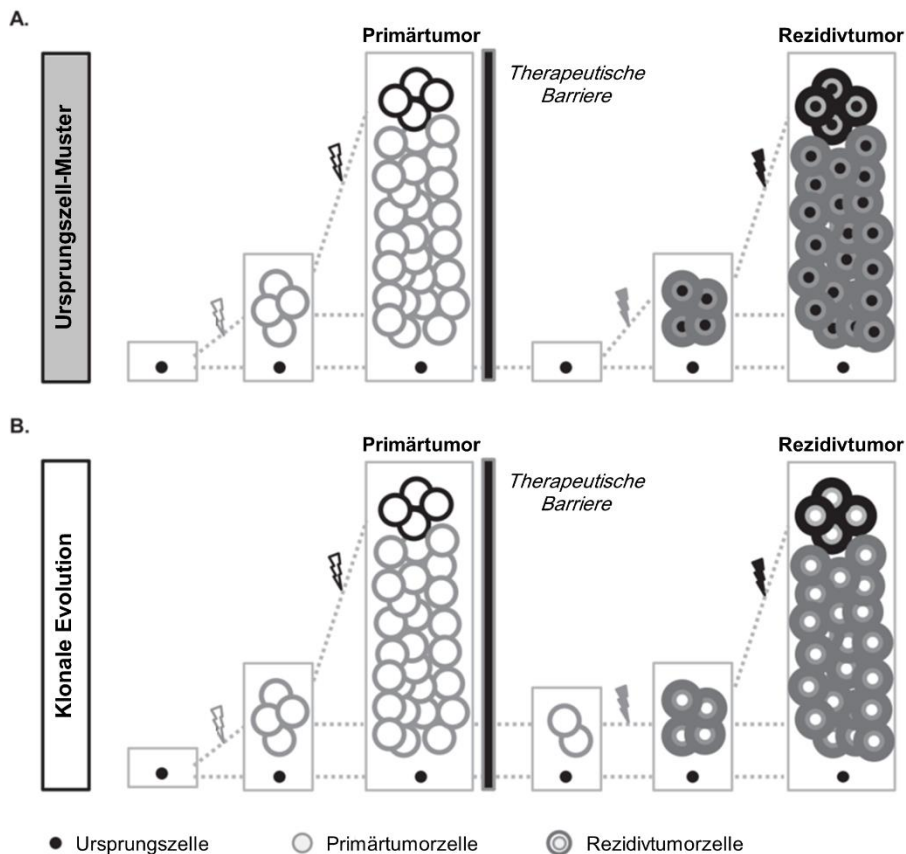 A.
Primärtumor
Rezidivtumor
Therapeutische
Barriere
Ursprungszell-Muster
B.
Primärtumor
Rezidivtumor
Therapeutische
Barriere
Klonale Evolution
Ursprungszelle
Primärtumorzelle
Rezidivtumorzelle